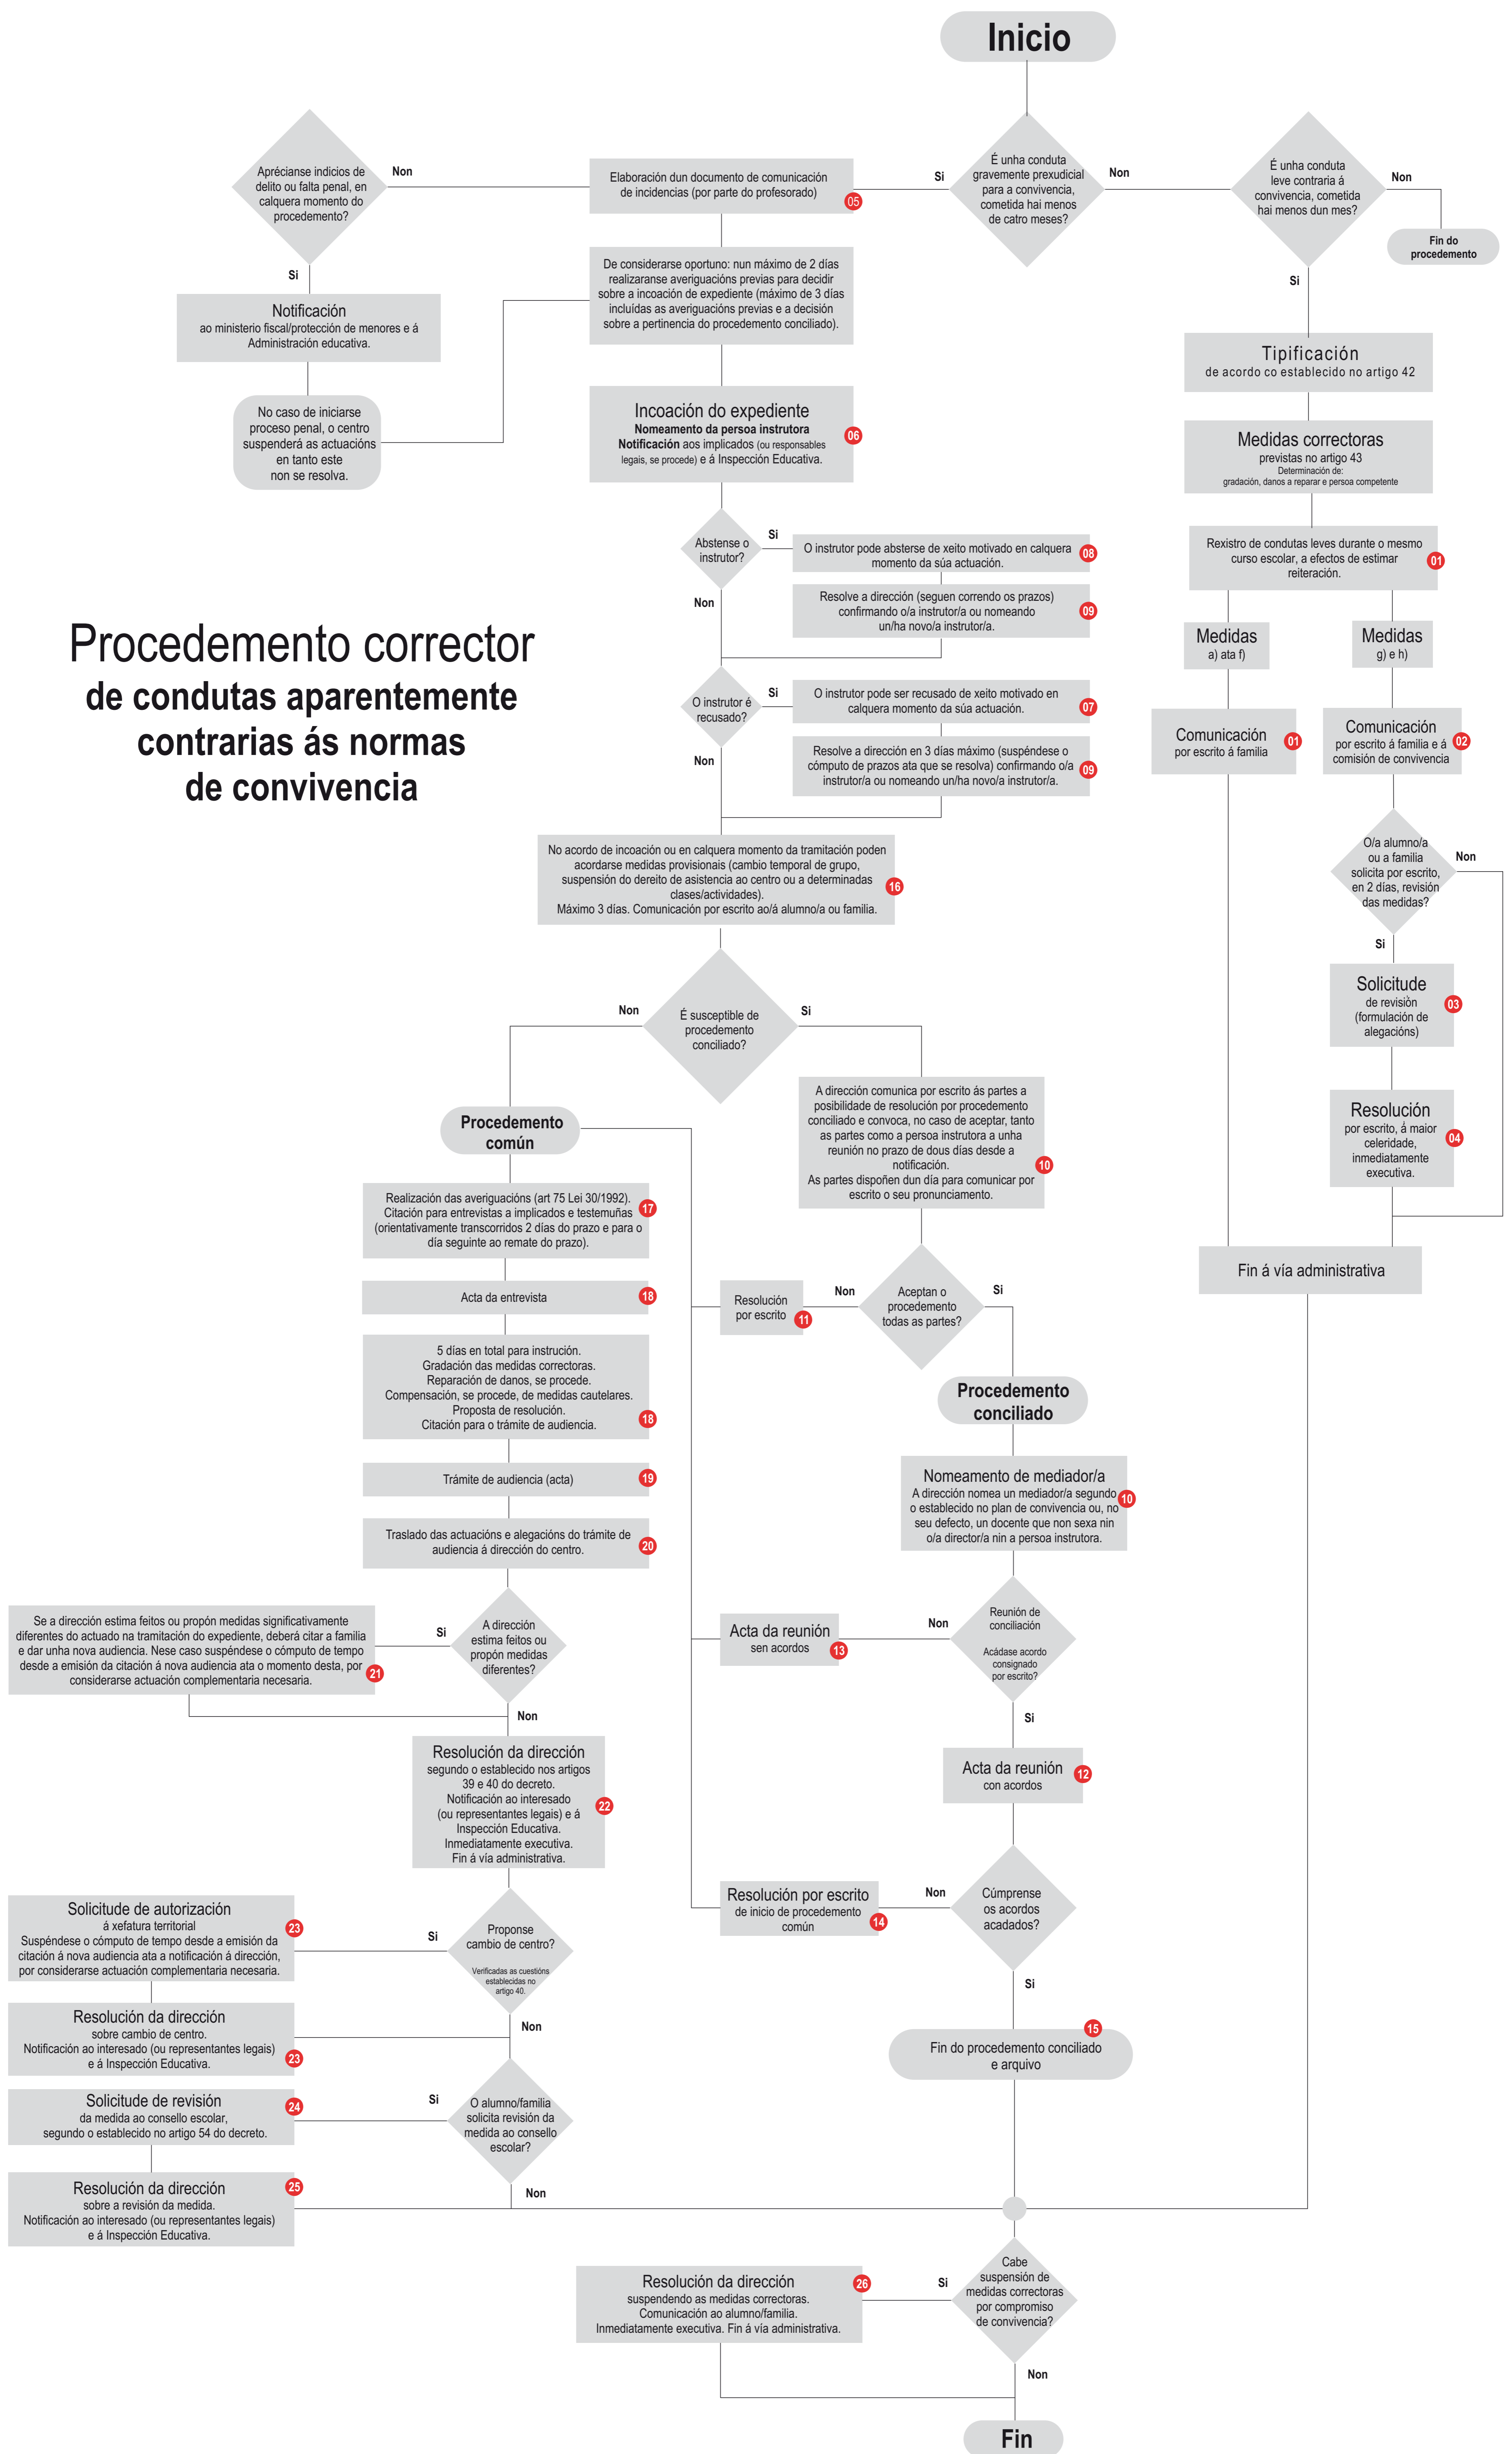 Inicio
Procedemento corrector
de condutas aparentemente
contrarias ás normas
de convivencia
É unha conduta
gravemente prexudicial
para a convivencia,
cometida hai menos
de catro meses?
Si
Non
É unha conduta
leve contraria á
convivencia, cometida
hai menos dun mes?
Non
Fin do
procedemento
Si
Elaboración dun documento de comunicación
de incidencias (por parte do profesorado)
05
Non
Aprécianse indicios de
delito ou falta penal, en
calquera momento do
procedemento?
Si
Notificación
ao ministerio fiscal/protección de menores e á
Administración educativa.
No caso de iniciarse
proceso penal, o centro
suspenderá as actuacións
en tanto este
non se resolva.
De considerarse oportuno: nun máximo de 2 días
realizaranse averiguacións previas para decidir
sobre a incoación de expediente (máximo de 3 días
incluídas as averiguacións previas e a decisión
sobre a pertinencia do procedemento conciliado).
Incoación do expediente
Nomeamento da persoa instrutora
Notificación aos implicados (ou responsables
legais, se procede) e á Inspección Educativa.
06
Abstense o
instrutor?
Si
O instrutor pode absterse de xeito motivado en calquera
momento da súa actuación.
08
Resolve a dirección (seguen correndo os prazos)
confirmando o/a instrutor/a ou nomeando
un/ha novo/a instrutor/a.
09
Non
O instrutor é
recusado?
Si
O instrutor pode ser recusado de xeito motivado en
calquera momento da súa actuación.
07
Resolve a dirección en 3 días máximo (suspéndese o
cómputo de prazos ata que se resolva) confirmando o/a
instrutor/a ou nomeando un/ha novo/a instrutor/a.
09
Non
No acordo de incoación ou en calquera momento da tramitación poden
acordarse medidas provisionais (cambio temporal de grupo,
suspensión do dereito de asistencia ao centro ou a determinadas
clases/actividades).
Máximo 3 días. Comunicación por escrito ao/á alumno/a ou familia.
16
É susceptible de
procedemento
conciliado?
Non
Si
Tipificación
de acordo co establecido no artigo 42
Medidas correctoras
previstas no artigo 43
Determinación de:
gradación, danos a reparar e persoa competente
Rexistro de condutas leves durante o mesmo
curso escolar, a efectos de estimar
reiteración.
01
Medidas
a) ata f)
Medidas
g) e h)
Comunicación
por escrito á familia
01
Comunicación
por escrito á familia e á
comisión de convivencia
02
O/a alumno/a
ou a familia
solicita por escrito,
en 2 días, revisión
das medidas?
Non
Si
Solicitude
de revisión
(formulación de
alegacións)
03
Resolución
por escrito, á maior
celeridade,
inmediatamente
executiva.
04
Fin á vía administrativa
Procedemento
común
Realización das averiguacións (art 75 Lei 30/1992).
Citación para entrevistas a implicados e testemuñas
(orientativamente transcorridos 2 días do prazo e para o
día seguinte ao remate do prazo).
17
Acta da entrevista
18
5 días en total para instrución.
Gradación das medidas correctoras.
Reparación de danos, se procede.
Compensación, se procede, de medidas cautelares.
Proposta de resolución.
Citación para o trámite de audiencia.
18
Trámite de audiencia (acta)
19
Traslado das actuacións e alegacións do trámite de
audiencia á dirección do centro.
20
A dirección
estima feitos ou
propón medidas
diferentes?
Si
Se a dirección estima feitos ou propón medidas significativamente
diferentes do actuado na tramitación do expediente, deberá citar a familia
e dar unha nova audiencia. Nese caso suspéndese o cómputo de tempo
desde a emisión da citación á nova audiencia ata o momento desta, por
considerarse actuación complementaria necesaria.
21
Non
Resolución da dirección
segundo o establecido nos artigos
39 e 40 do decreto.
Notificación ao interesado
(ou representantes legais) e á
Inspección Educativa.
Inmediatamente executiva.
Fin á vía administrativa.
22
Proponse
cambio de centro?
Verificadas as cuestións
establecidas no
artigo 40.
Si
Solicitude de autorización
á xefatura territorial
Suspéndese o cómputo de tempo desde a emisión da
citación á nova audiencia ata a notificación á dirección,
por considerarse actuación complementaria necesaria.
23
Resolución da dirección
sobre cambio de centro.
Notificación ao interesado (ou representantes legais)
e á Inspección Educativa.
23
Non
O alumno/familia
solicita revisión da
medida ao consello
escolar?
Si
Solicitude de revisión
da medida ao consello escolar,
segundo o establecido no artigo 54 do decreto.
24
Resolución da dirección
sobre a revisión da medida.
Notificación ao interesado (ou representantes legais)
e á Inspección Educativa.
25
Non
A dirección comunica por escrito ás partes a
posibilidade de resolución por procedemento
conciliado e convoca, no caso de aceptar, tanto
as partes como a persoa instrutora a unha
reunión no prazo de dous días desde a
notificación.
As partes dispoñen dun día para comunicar por
escrito o seu pronunciamento.
10
Aceptan o
procedemento
todas as partes?
Non
Resolución
por escrito
11
Si
Procedemento
conciliado
Nomeamento de mediador/a
A dirección nomea un mediador/a segundo
o establecido no plan de convivencia ou, no
seu defecto, un docente que non sexa nin
o/a director/a nin a persoa instrutora.
10
Reunión de
conciliación
Acádase acordo
consignado
por escrito?
Non
Acta da reunión
sen acordos
13
Si
Acta da reunión
con acordos
12
Cúmprense
os acordos
acadados?
Non
Resolución por escrito
de inicio de procedemento
común
14
Si
15
Fin do procedemento conciliado
e arquivo
Cabe
suspensión de
medidas correctoras
por compromiso
de convivencia?
Si
Resolución da dirección
suspendendo as medidas correctoras.
Comunicación ao alumno/familia.
Inmediatamente executiva. Fin á vía administrativa.
26
Non
Fin